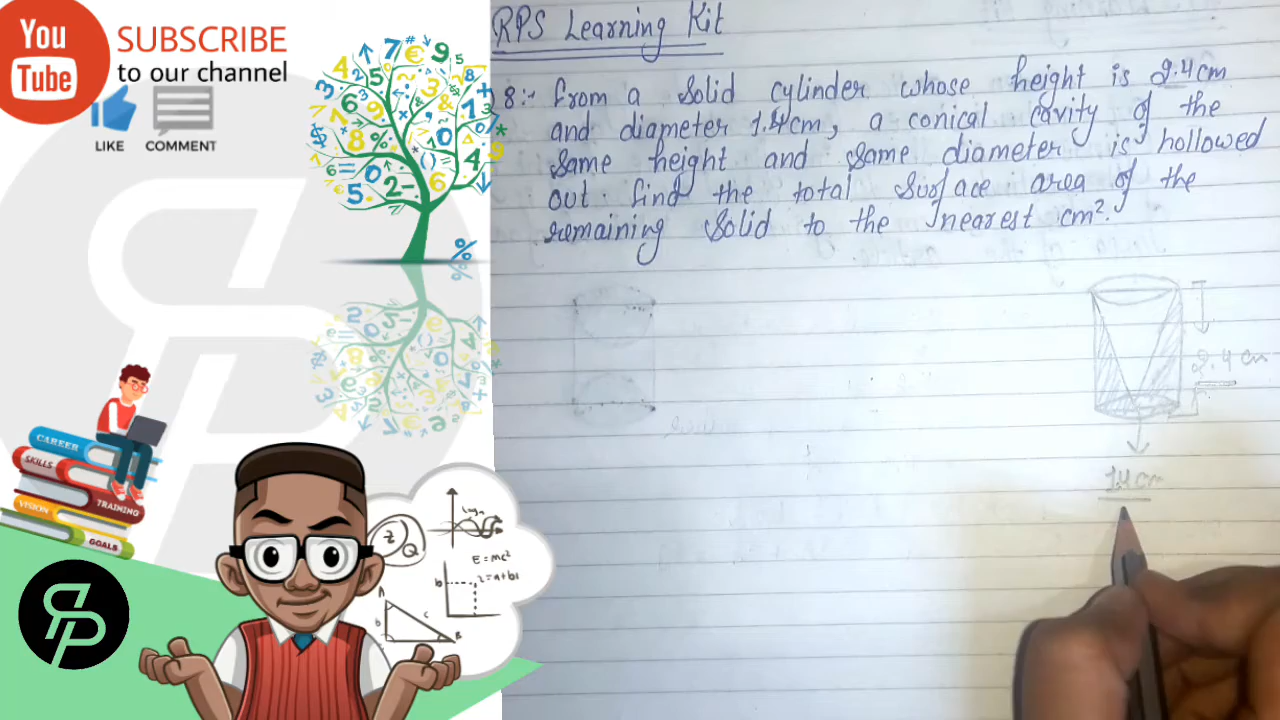 You
Tube
SUBSCRIBE
to our channel
LIKE COMMENT
RPS Learning Kit
8:- from a solid cylinder whose height is 2.4cm
and diameter 1.4cm, a conical cavity of the
same height and same diameter is hollowed
out. find the total surface area of the
remaining solid to the nearest cm².
2.4 cm
1.4 cm
CAREER
SKILLS
TRAINING
VISION
GOALS
E=mc²
z=a+bi